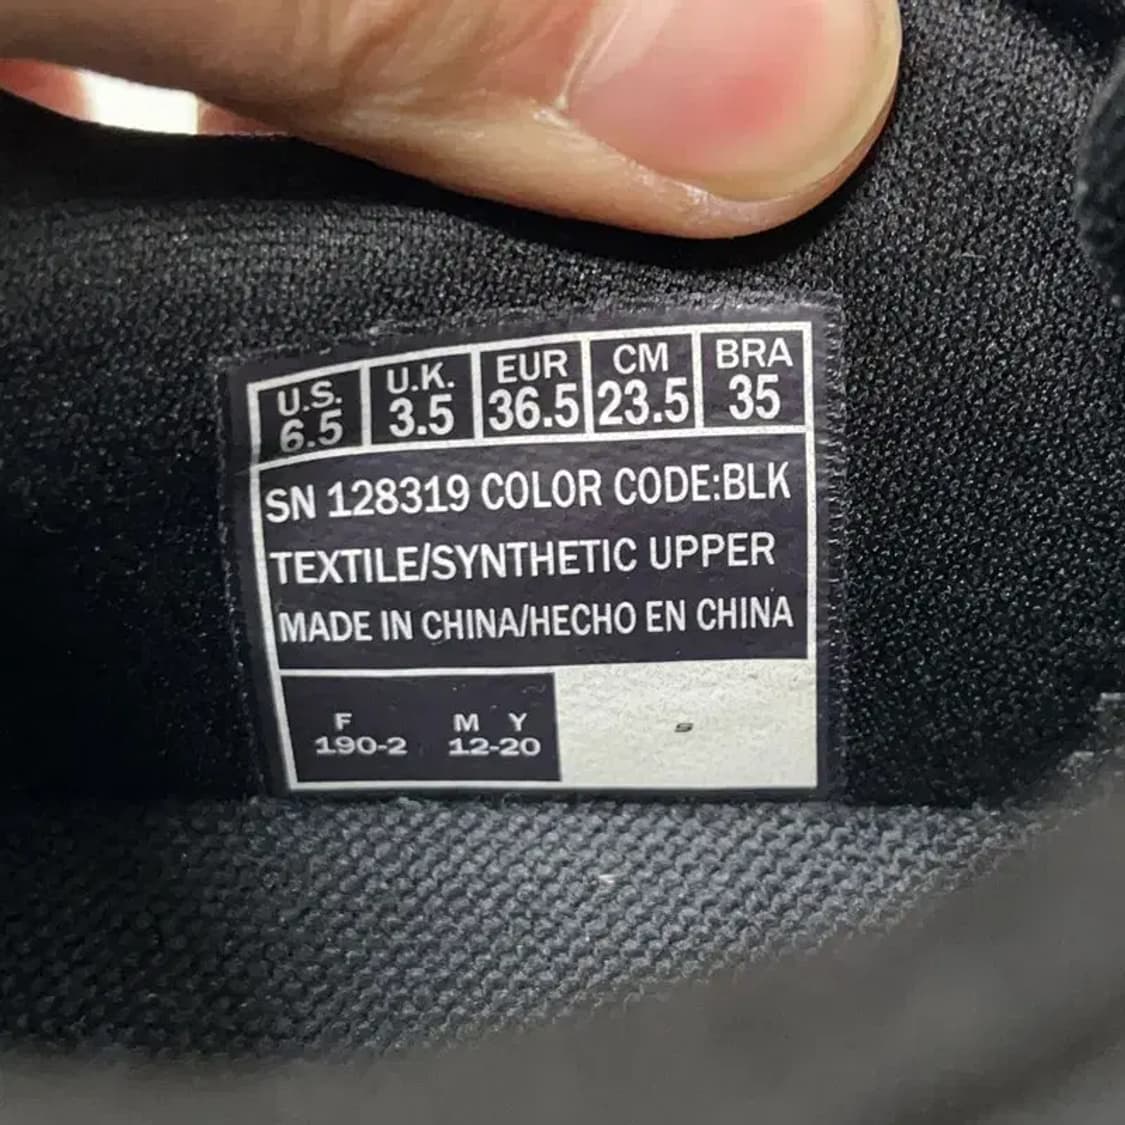 U.S. U.K. EUR CM BRA
6.5 3.5 36.5 23.5 35
SN 128319 COLOR CODE:BLK
TEXTILE/SYNTHETIC UPPER
MADE IN CHINA/HECHO EN CHINA
F M Y
190-2 12-20
s